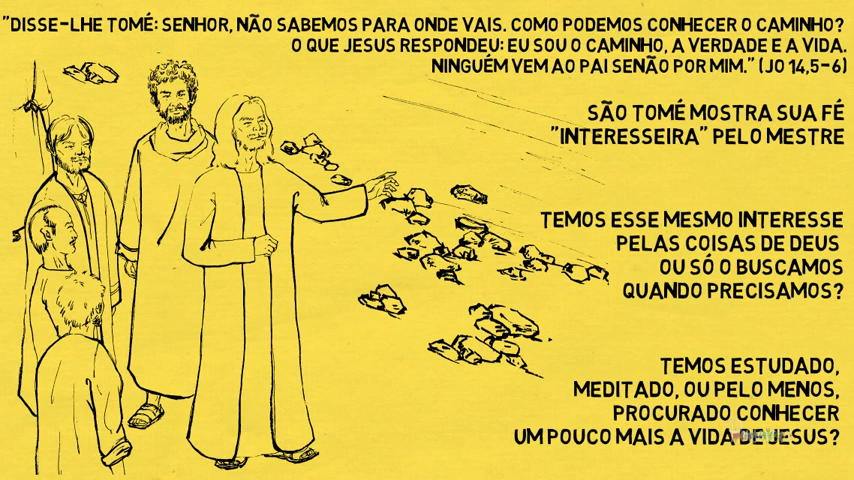 "DISSE-LHE TOMÉ: SENHOR, NÃO SABEMOS PARA ONDE VAIS. COMO PODEMOS CONHECER O CAMINHO?
O QUE JESUS RESPONDEU: EU SOU O CAMINHO, A VERDADE E A VIDA.
NINGUÉM VEM AO PAI SENÃO POR MIM." (JO 14,5-6)
SÃO TOMÉ MOSTRA SUA FÉ
"INTERESSEIRA" PELO MESTRE
TEMOS ESSE MESMO INTERESSE
PELAS COISAS DE DEUS
OU SÓ O BUSCAMOS
QUANDO PRECISAMOS?
TEMOS ESTUDADO,
MEDITADO, OU PELO MENOS,
PROCURADO CONHECER
UM POUCO MAIS A VIDA DE JESUS?